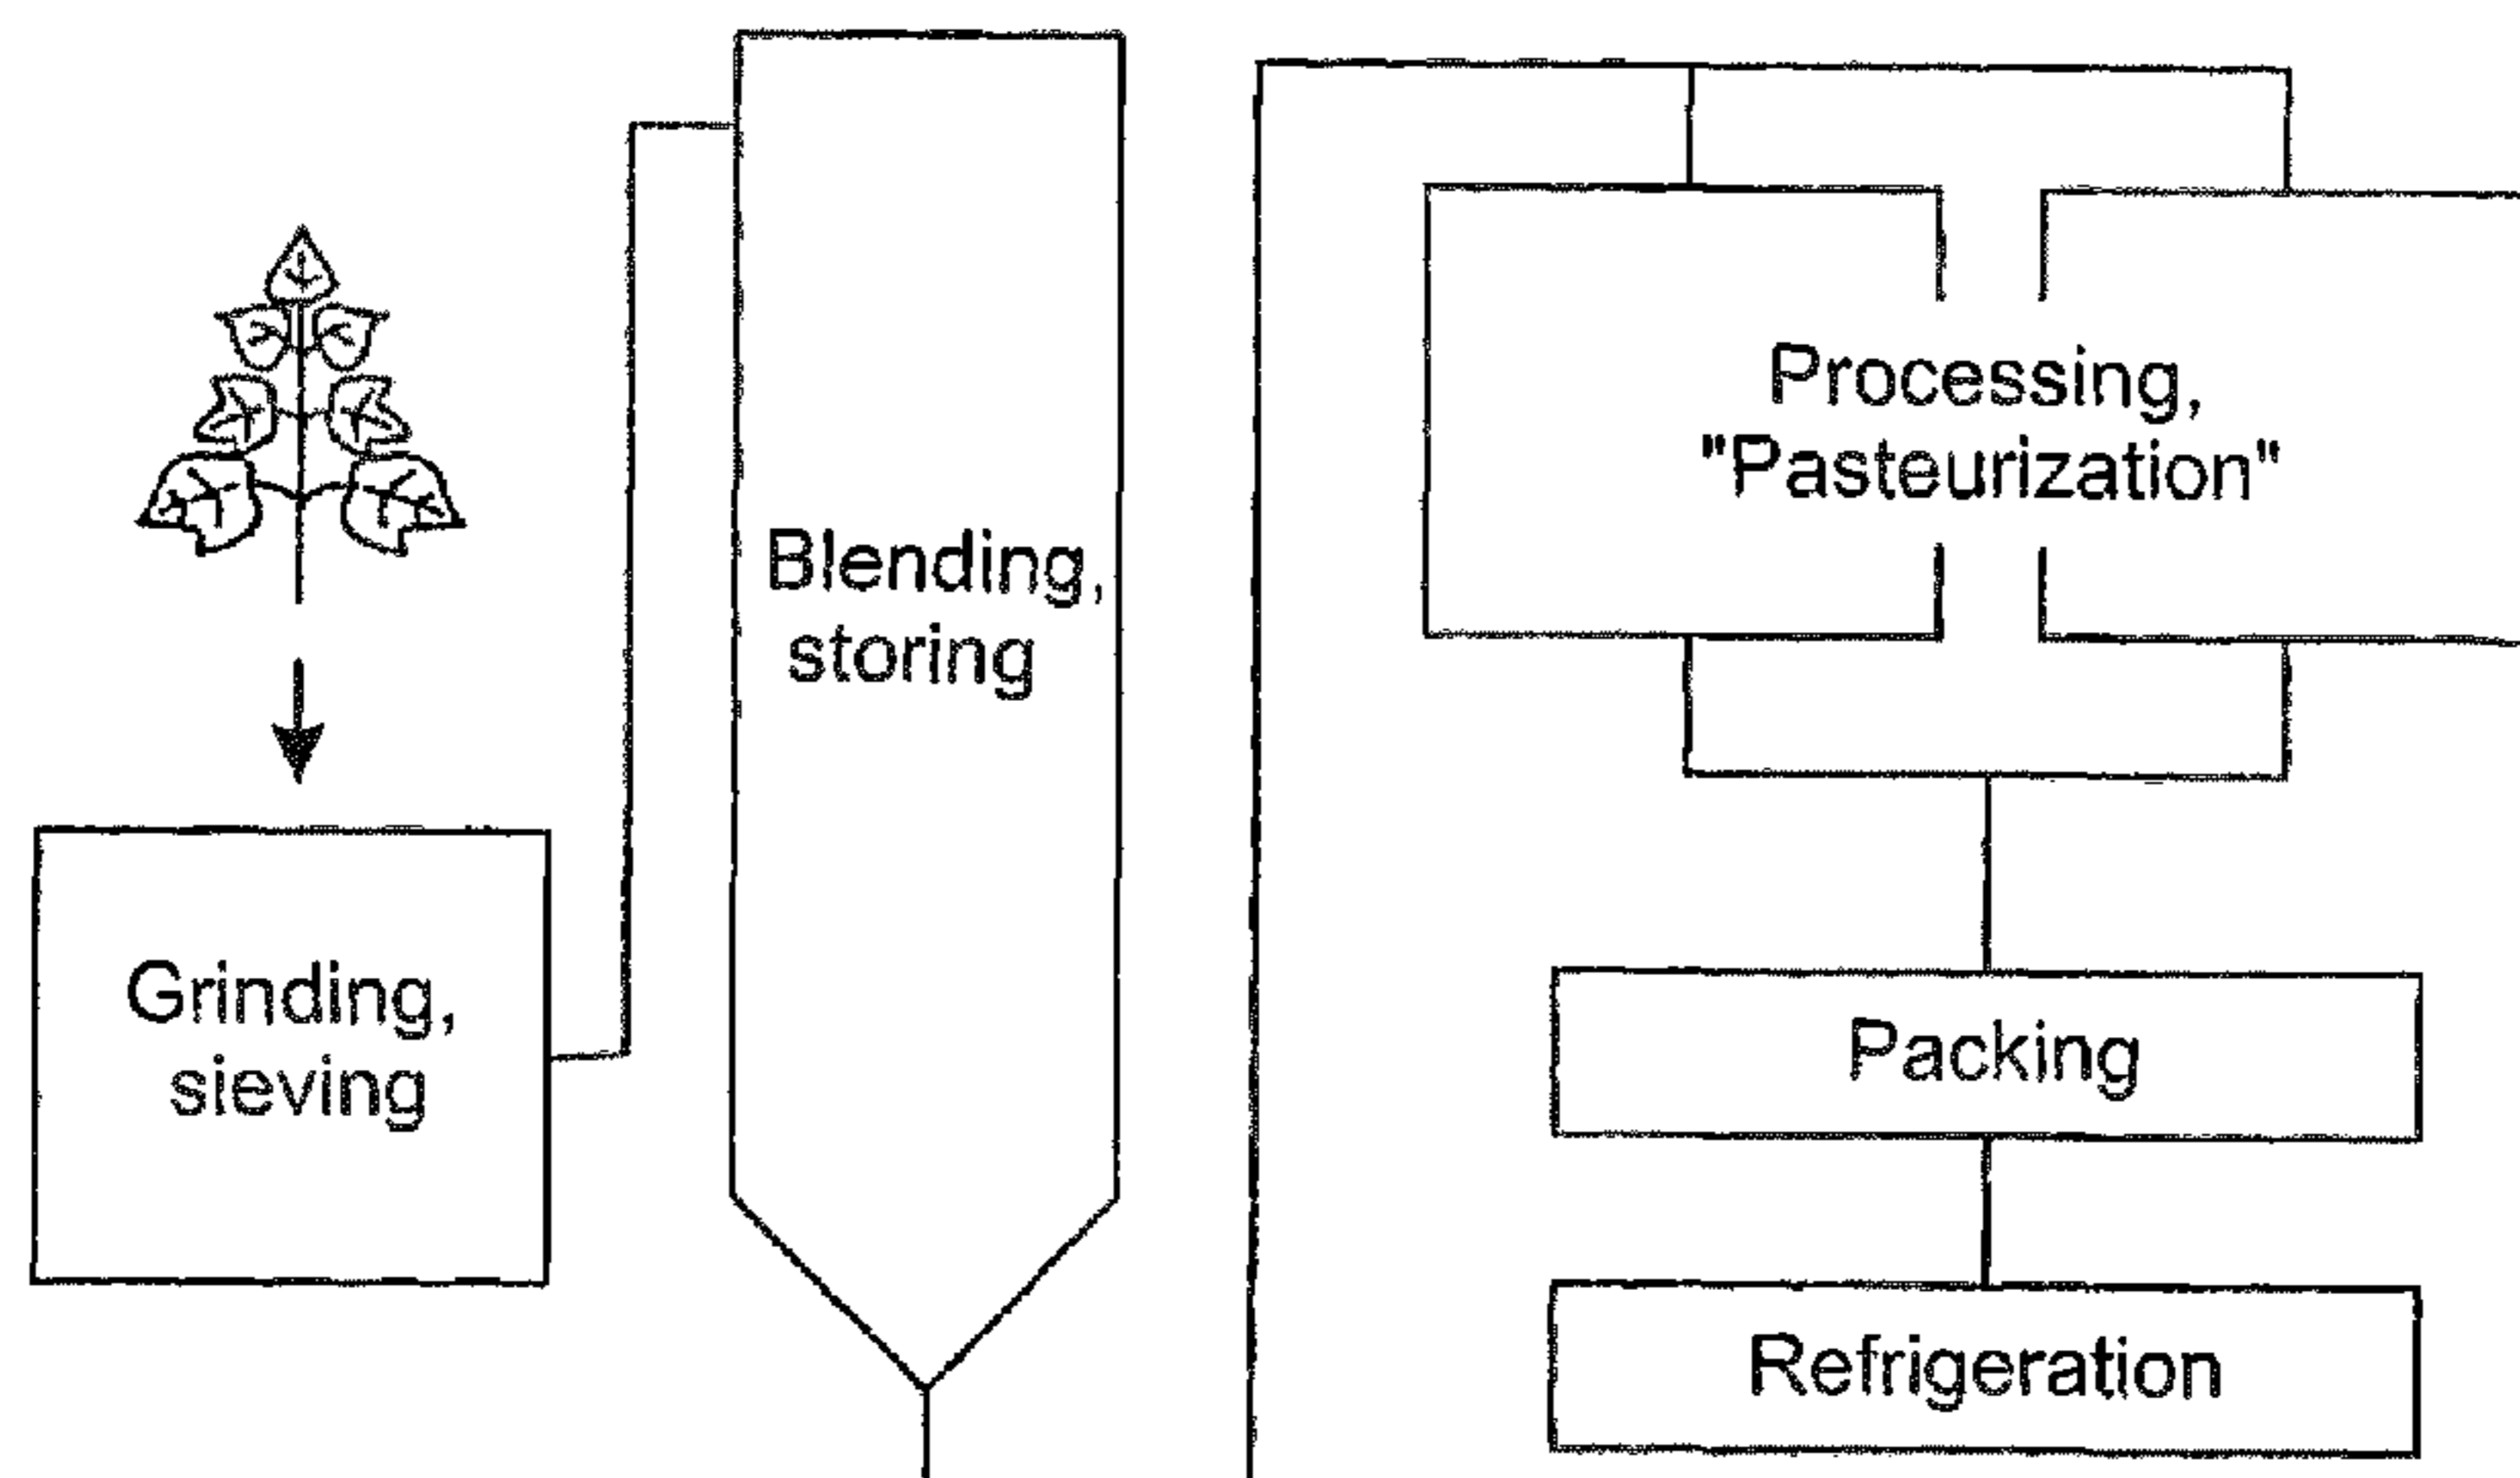 Grinding,
sieving
Blending,
storing
Processing,
"Pasteurization"
Packing
Refrigeration